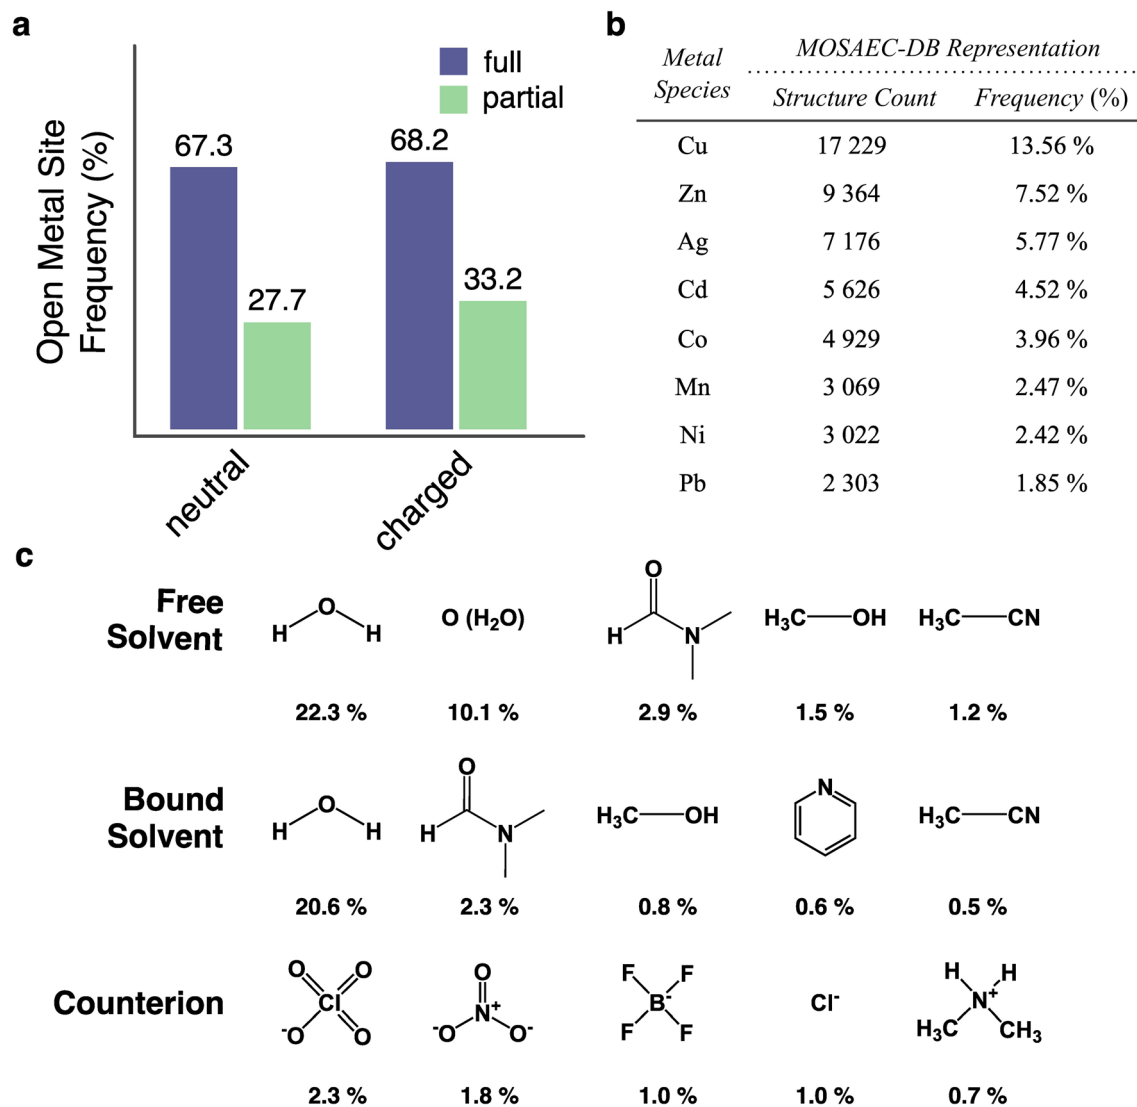 a
full
partial
67.3
27.7
68.2
33.2
Open Metal Site
Frequency (%)
neutral
charged
b
Metal
Species
MOSAEC-DB Representation
Structure Count Frequency (%)
Cu 17 229 13.56 %
Zn 9 364 7.52 %
Ag 7 176 5.77 %
Cd 5 626 4.52 %
Co 4 929 3.96 %
Mn 3 069 2.47 %
Ni 3 022 2.42 %
Pb 2 303 1.85 %
c
Free
Solvent
O
H H
O (H₂O)
O
H N
H₃C OH
H₃C CN
22.3 % 10.1 % 2.9 % 1.5 % 1.2 %
Bound
Solvent
O
H H
O
H N
H₃C OH
N
H₃C CN
20.6 % 2.3 % 0.8 % 0.6 % 0.5 %
Counterion
O O
Cl
⁻O O
O
N⁺
⁻O O⁻
F F
B⁻
F F
Cl⁻
H H
N⁺
H₃C CH₃
2.3 % 1.8 % 1.0 % 1.0 % 0.7 %